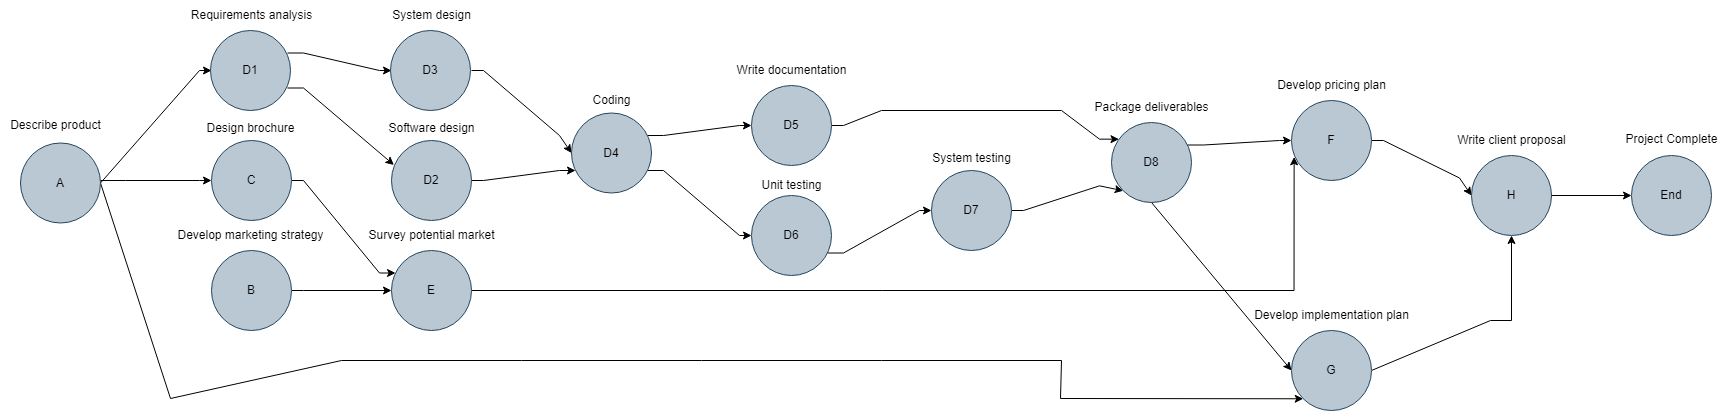 Requirements analysis
System design
D1
D3
Write documentation
Develop pricing plan
Coding
Package deliverables
Describe product
Design brochure
Software design
D5
F
Write client proposal
Project Complete
D4
System testing
D8
A
C
D2
Unit testing
H
End
D7
Develop marketing strategy
Survey potential market
D6
B
E
Develop implementation plan
G